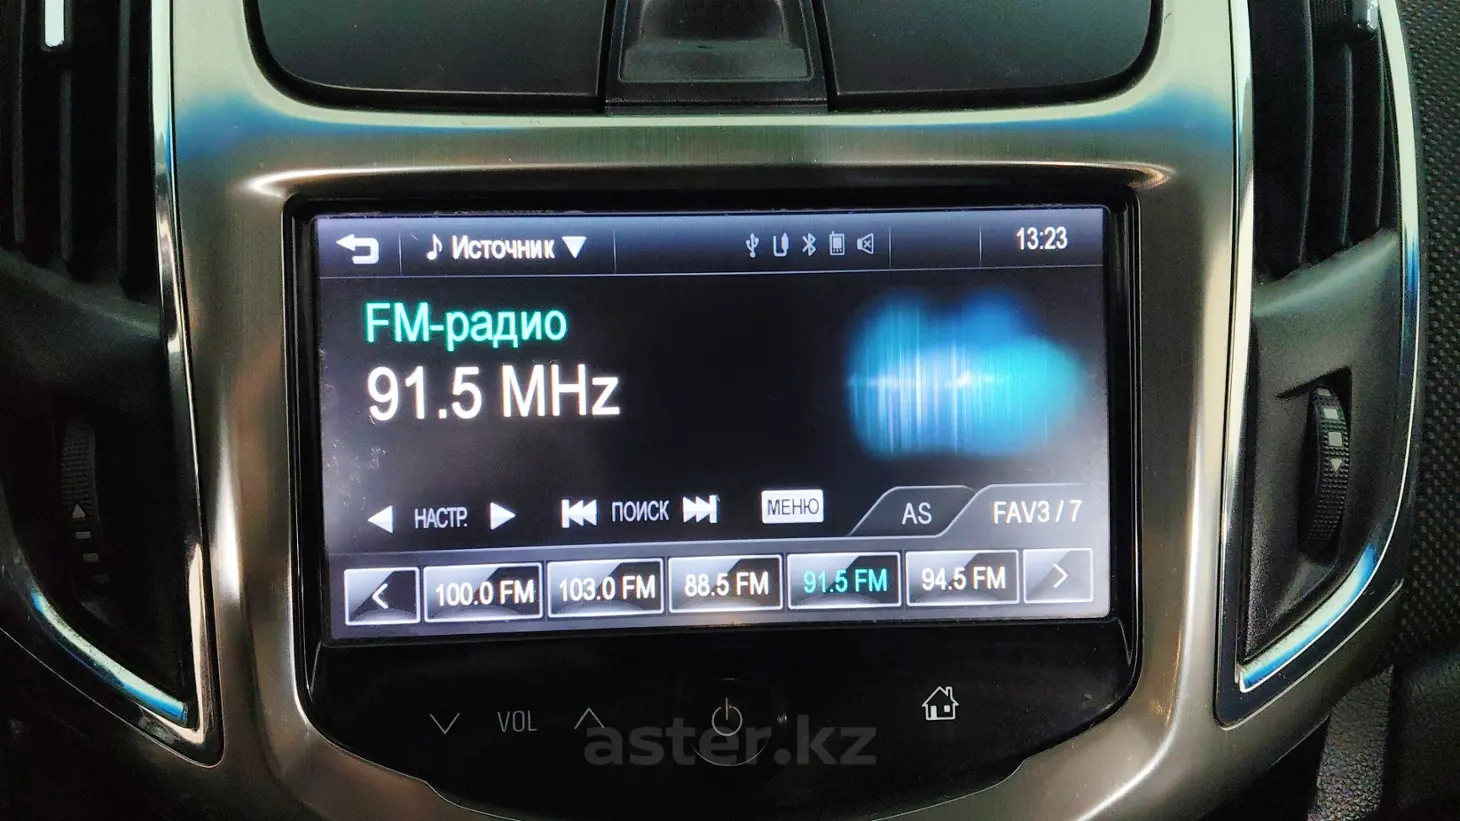 Источник 13:23
FM-радио
91.5 MHz
НАСТР. ПОИСК МЕНЮ AS FAV3 / 7
100.0 FM 103.0 FM 88.5 FM 91.5 FM 94.5 FM
VOL
aster.kz